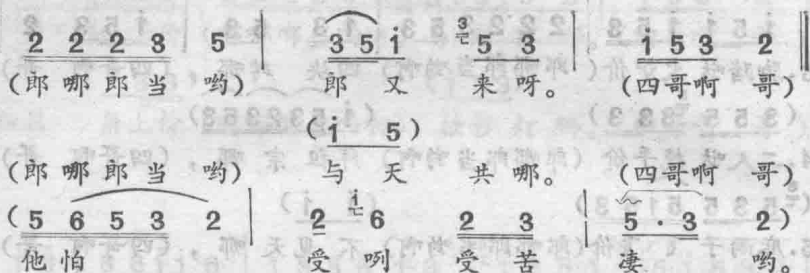 2 2 2 3 5 | 3 5 i 3 5 3 | i 5 3 2 ‖
(郎哪郎当哟) 郎又来呀。(四哥啊哥)
(i 5)
(郎哪郎当哟) 与天共哪。(四哥啊哥)
(5 6 5 3 2 | 2 i 6 2 3 | 5 · 3 2)
他怕 受咧受苦 凄哟。